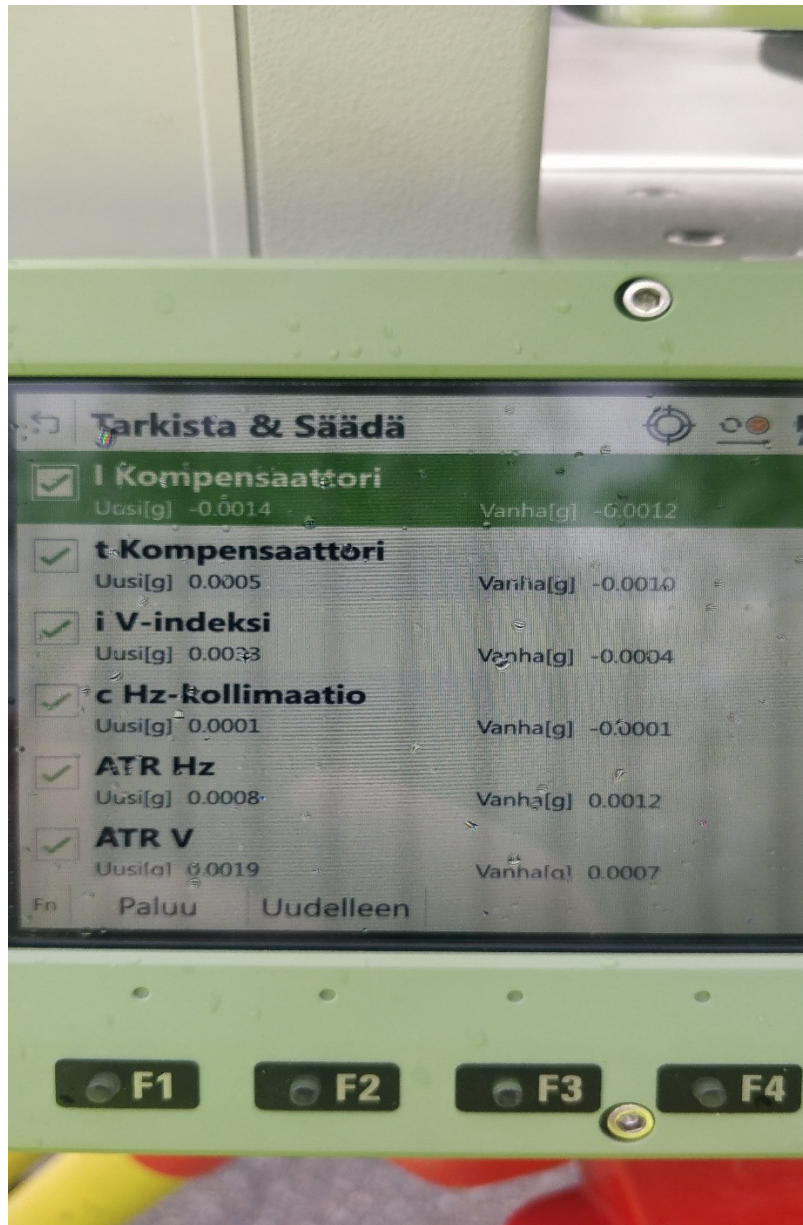 Tarkista & Säädä
l Kompensaattori
Uusi[g] -0.0014 Vanha[g] -0.0012
t Kompensaattori
Uusi[g] 0.0005 Vanha[g] -0.0010
i V-indeksi
Uusi[g] 0.0023 Vanha[g] -0.0004
c Hz-kollimaatio
Uusi[g] 0.0001 Vanha[g] -0.0001
ATR Hz
Uusi[g] 0.0008 Vanha[g] 0.0012
ATR V
Uusi[g] 0.0019 Vanha[g] 0.0007
Fn Paluu Uudelleen
F1 F2 F3 F4